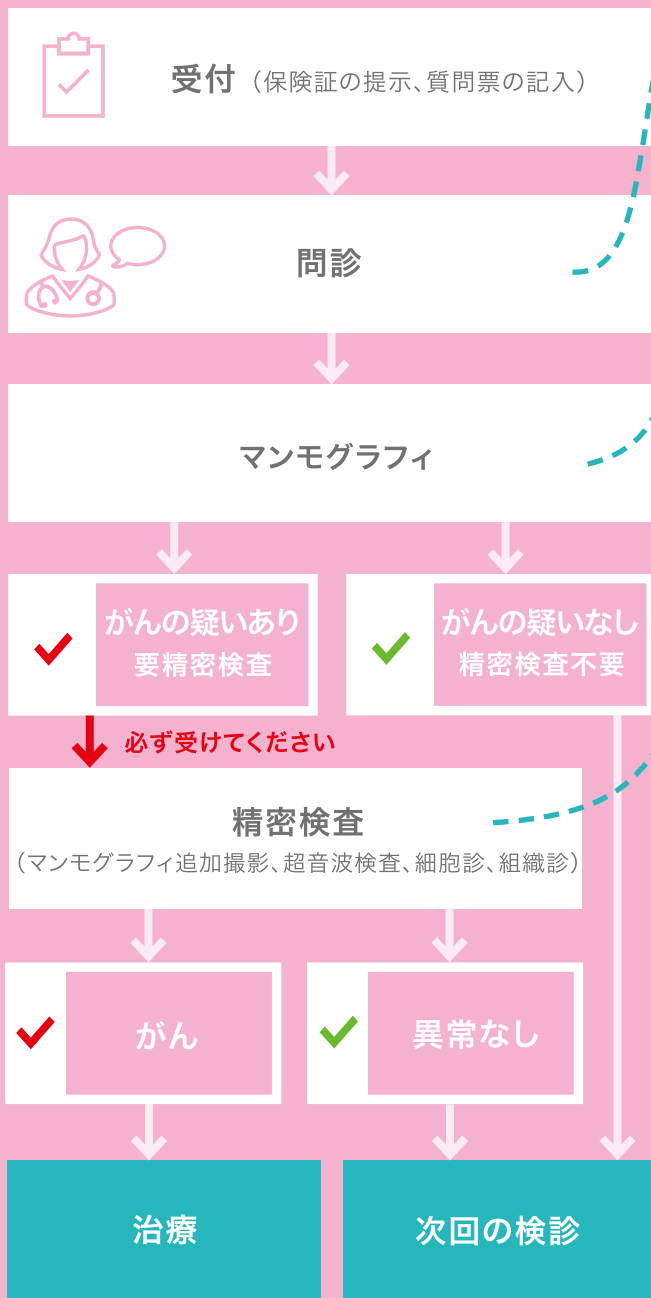 受付（保険証の提示、質問票の記入）
問診
マンモグラフィ
がんの疑いあり
要精密検査
がんの疑いなし
精密検査不要
必ず受けてください
精密検査
（マンモグラフィ追加撮影、超音波検査、細胞診、組織診）
がん
異常なし
治療
次回の検診